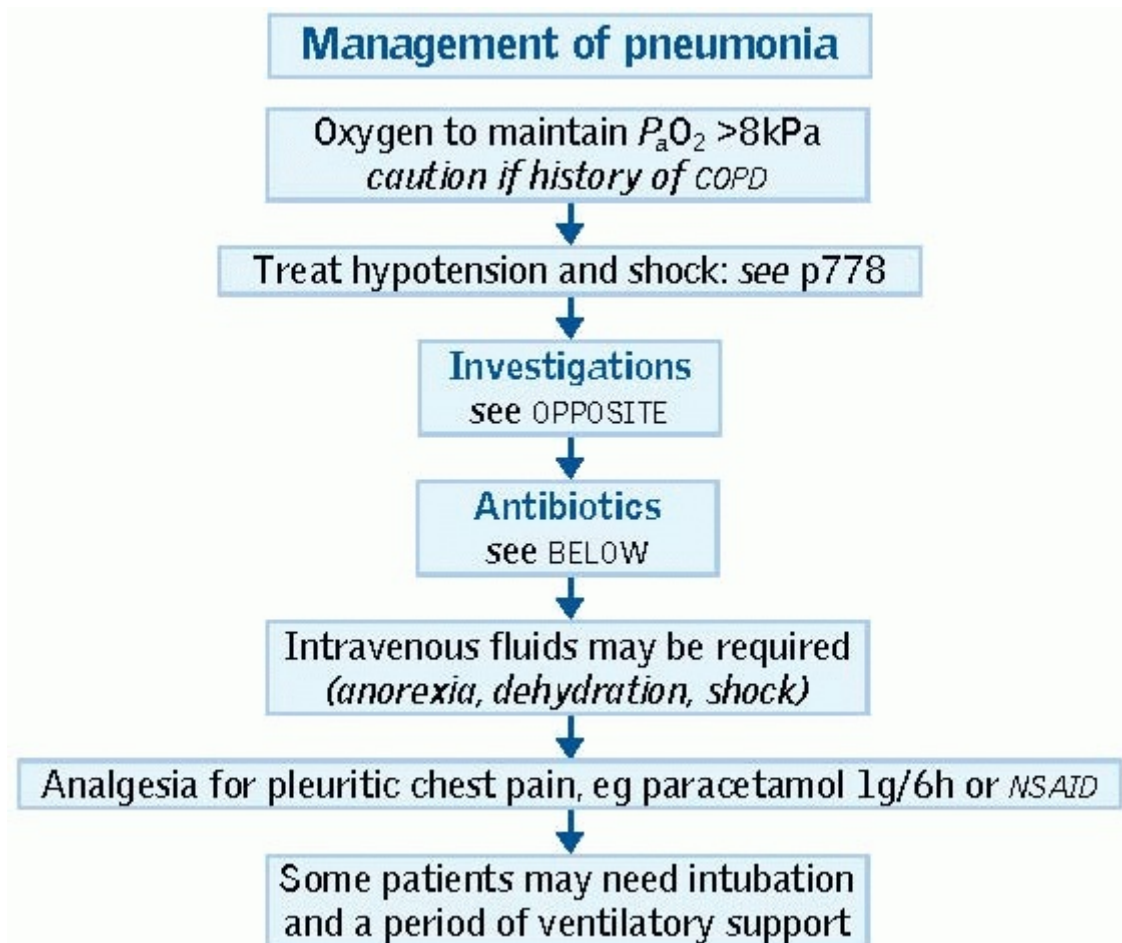 Management of pneumonia
Oxygen to maintain PaO2 >8kPa
caution if history of COPD
Treat hypotension and shock: see p778
Investigations
see OPPOSITE
Antibiotics
see BELOW
Intravenous fluids may be required
(anorexia, dehydration, shock)
Analgesia for pleuritic chest pain, eg paracetamol 1g/6h or NSAID
Some patients may need intubation
and a period of ventilatory support